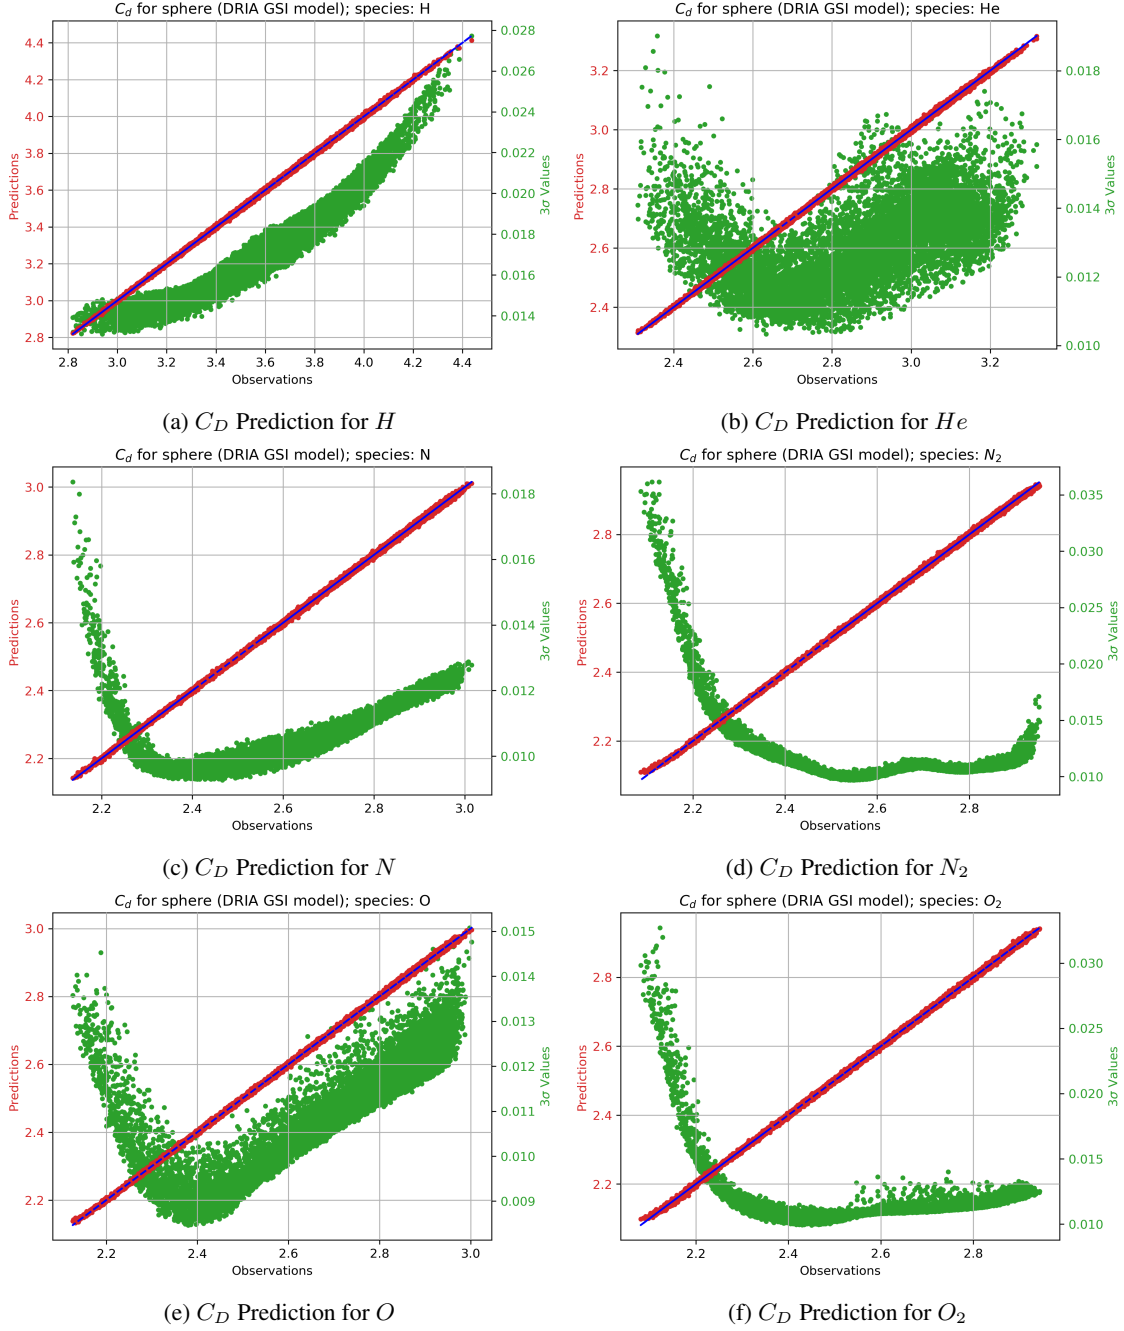 C_d for sphere (DRIA GSI model); species: H
4.4
4.2
4.0
3.8
3.6
3.4
3.2
3.0
2.8
Predictions
0.028
0.026
0.024
0.022
0.020
0.018
0.016
0.014
3σ Values
2.8 3.0 3.2 3.4 3.6 3.8 4.0 4.2 4.4
Observations
(a) C_D Prediction for H
C_d for sphere (DRIA GSI model); species: He
3.2
3.0
2.8
2.6
2.4
Predictions
0.018
0.016
0.014
0.012
0.010
3σ Values
2.4 2.6 2.8 3.0 3.2
Observations
(b) C_D Prediction for He
C_d for sphere (DRIA GSI model); species: N
3.0
2.8
2.6
2.4
2.2
Predictions
0.018
0.016
0.014
0.012
0.010
3σ Values
2.2 2.4 2.6 2.8 3.0
Observations
(c) C_D Prediction for N
C_d for sphere (DRIA GSI model); species: N_2
2.8
2.6
2.4
2.2
Predictions
0.035
0.030
0.025
0.020
0.015
0.010
3σ Values
2.2 2.4 2.6 2.8
Observations
(d) C_D Prediction for N_2
C_d for sphere (DRIA GSI model); species: O
3.0
2.8
2.6
2.4
2.2
Predictions
0.015
0.014
0.013
0.012
0.011
0.010
0.009
3σ Values
2.2 2.4 2.6 2.8 3.0
Observations
(e) C_D Prediction for O
C_d for sphere (DRIA GSI model); species: O_2
2.8
2.6
2.4
2.2
Predictions
0.030
0.025
0.020
0.015
0.010
3σ Values
2.2 2.4 2.6 2.8
Observations
(f) C_D Prediction for O_2